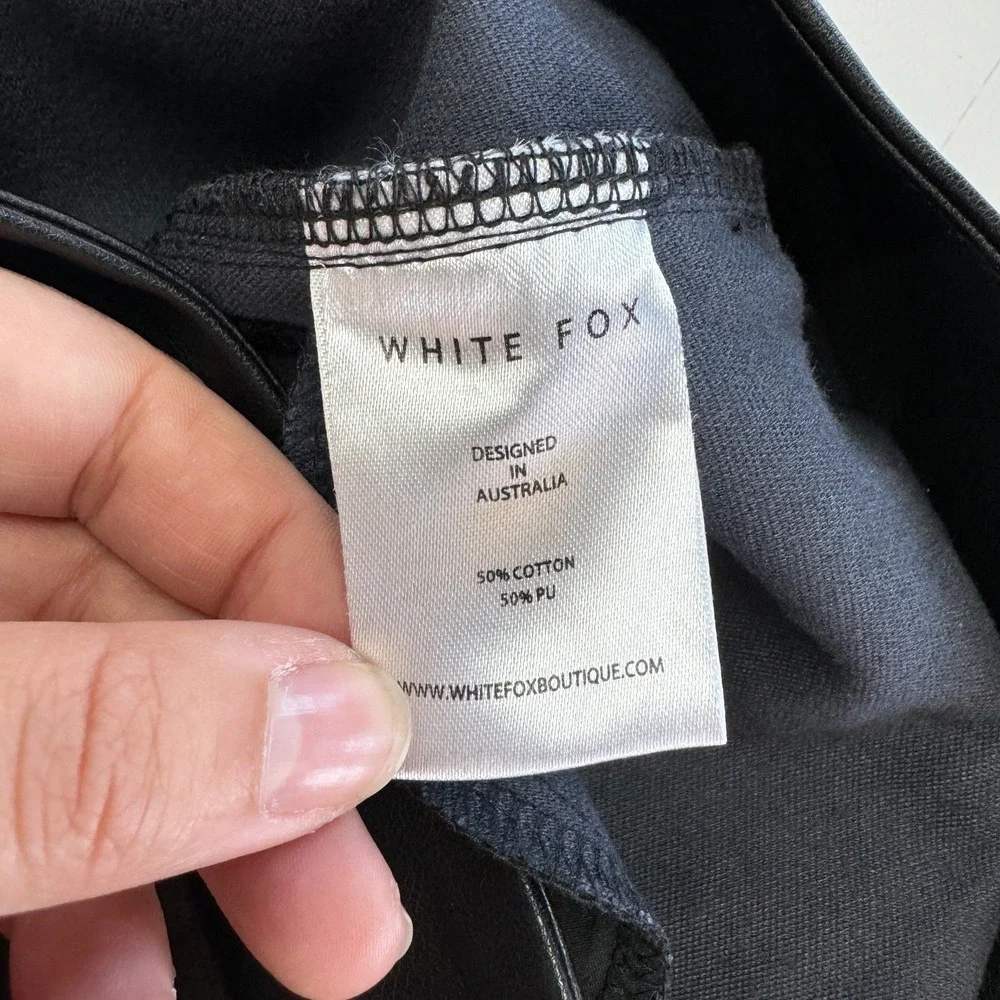 WHITE FOX
DESIGNED
IN
AUSTRALIA
50% COTTON
50% PU
WWW.WHITEFOXBOUTIQUE.COM